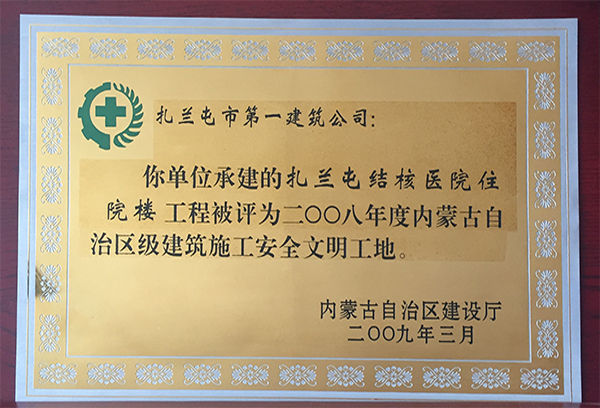 扎兰屯市第一建筑公司：
你单位承建的扎兰屯结核医院住
院楼工程被评为二〇〇八年度内蒙古自
治区级建筑施工安全文明工地。
内蒙古自治区建设厅
二〇〇九年三月